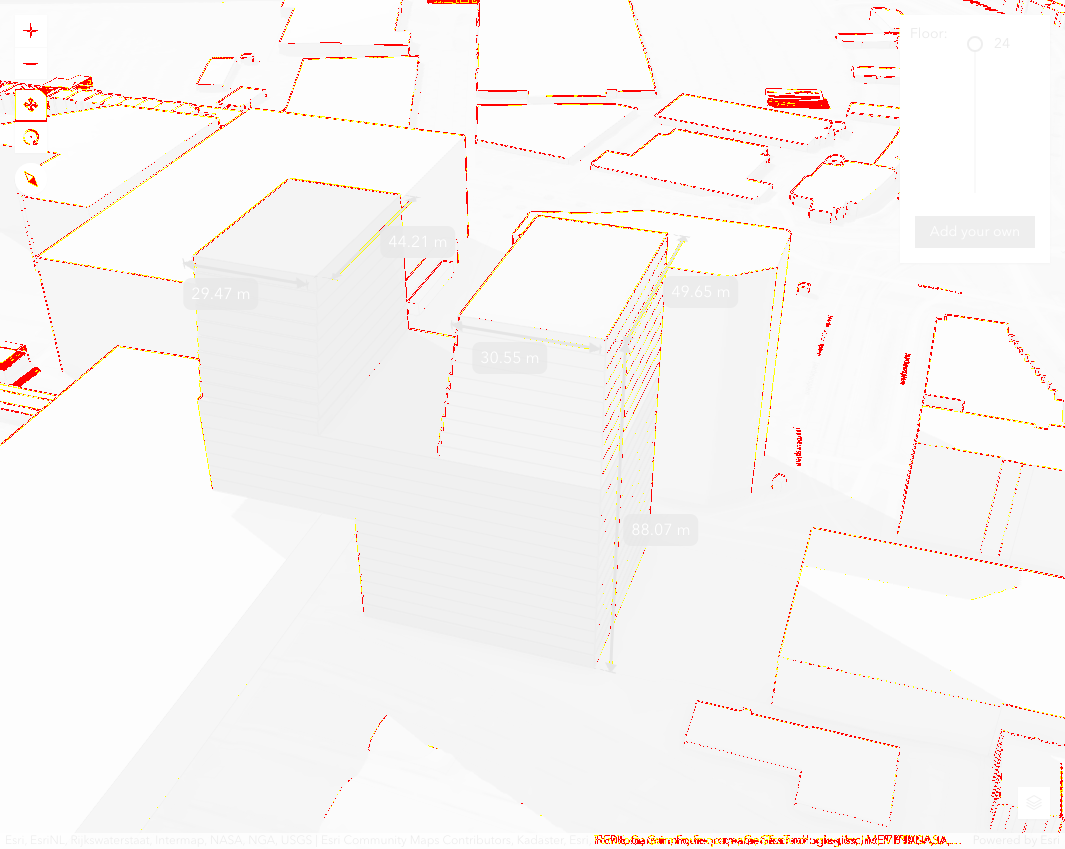 Floor:
24
Add your own
44.21 m
29.47 m
49.65 m
30.55 m
88.07 m
Esri, EsriNL, Rijkswaterstaat, Intermap, NASA, NGA, USGS | Esri Community Maps Contributors, Kadaster, Esri,
Powered by Esri